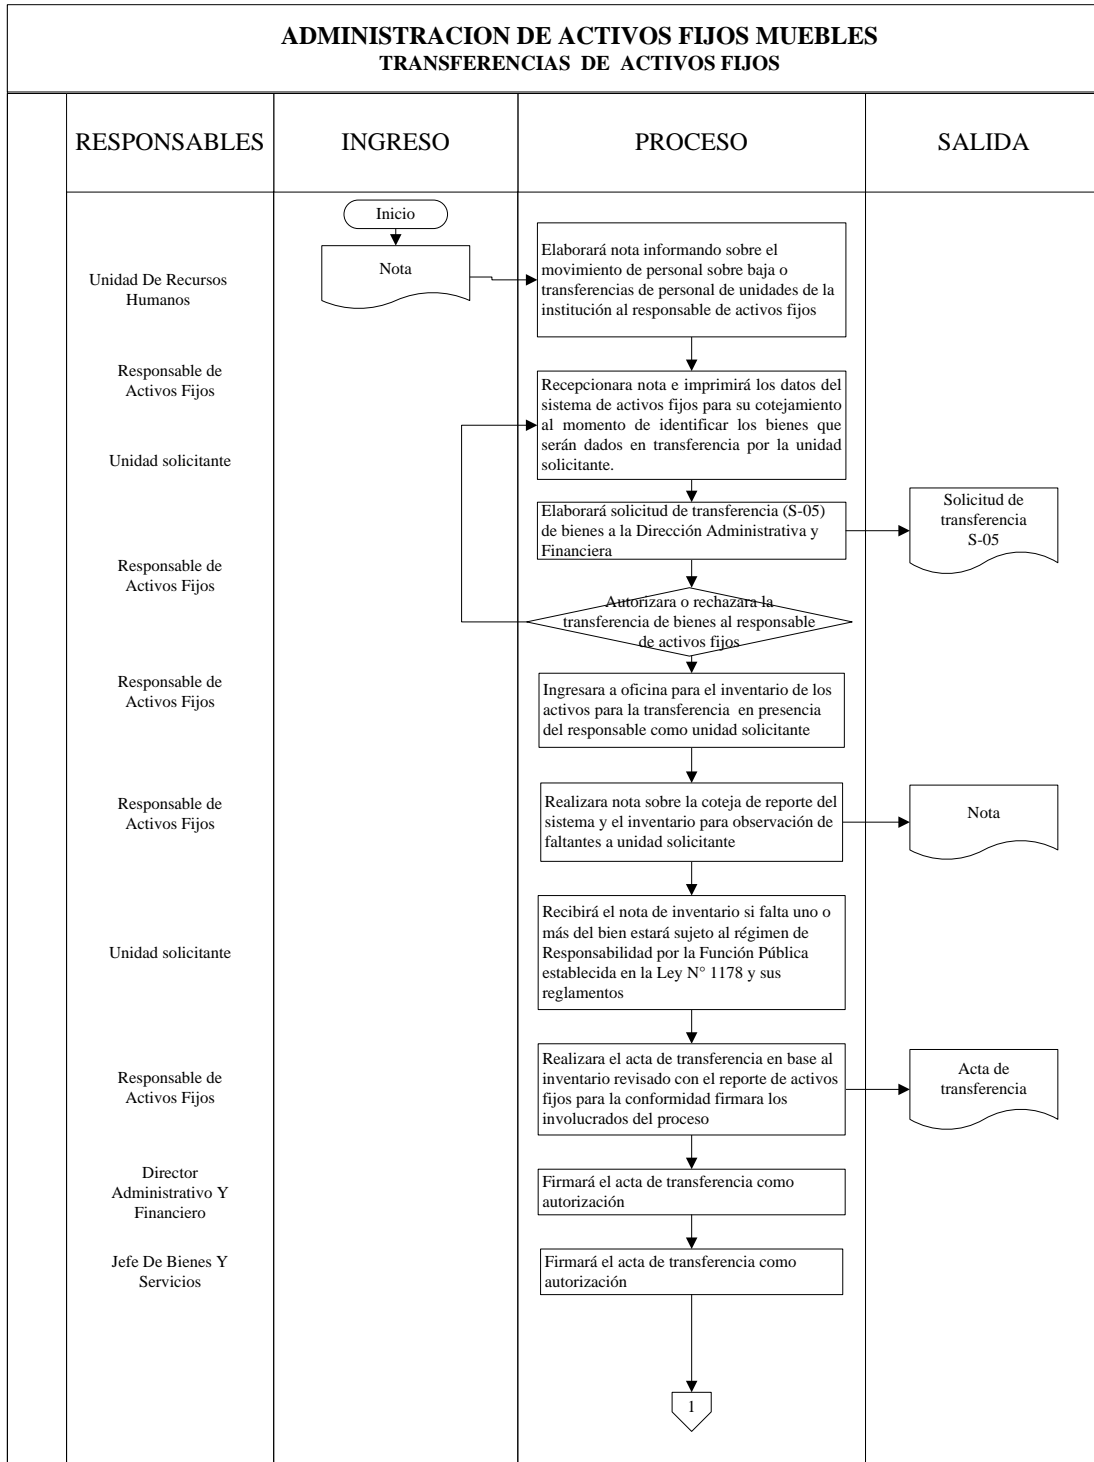 ADMINISTRACION DE ACTIVOS FIJOS MUEBLES
TRANSFERENCIAS DE ACTIVOS FIJOS
RESPONSABLES
INGRESO
PROCESO
SALIDA
Inicio
Unidad De Recursos
Humanos
Nota
Elaborará nota informando sobre el
movimiento de personal sobre baja o
transferencias de personal de unidades de la
institución al responsable de activos fijos
Responsable de
Activos Fijos
Recepcionara nota e imprimirá los datos del
sistema de activos fijos para su cotejamiento
al momento de identificar los bienes que
serán dados en transferencia por la unidad
solicitante.
Unidad solicitante
Elaborará solicitud de transferencia (S-05)
de bienes a la Dirección Administrativa y
Financiera
Solicitud de
transferencia
S-05
Responsable de
Activos Fijos
Autorizara o rechazara la
transferencia de bienes al responsable
de activos fijos
Responsable de
Activos Fijos
Ingresara a oficina para el inventario de los
activos para la transferencia en presencia
del responsable como unidad solicitante
Responsable de
Activos Fijos
Realizara nota sobre la coteja de reporte del
sistema y el inventario para observación de
faltantes a unidad solicitante
Nota
Unidad solicitante
Recibirá el nota de inventario si falta uno o
más del bien estará sujeto al régimen de
Responsabilidad por la Función Pública
establecida en la Ley N° 1178 y sus
reglamentos
Responsable de
Activos Fijos
Realizara el acta de transferencia en base al
inventario revisado con el reporte de activos
fijos para la conformidad firmara los
involucrados del proceso
Acta de
transferencia
Director
Administrativo Y
Financiero
Firmará el acta de transferencia como
autorización
Jefe De Bienes Y
Servicios
Firmará el acta de transferencia como
autorización
1